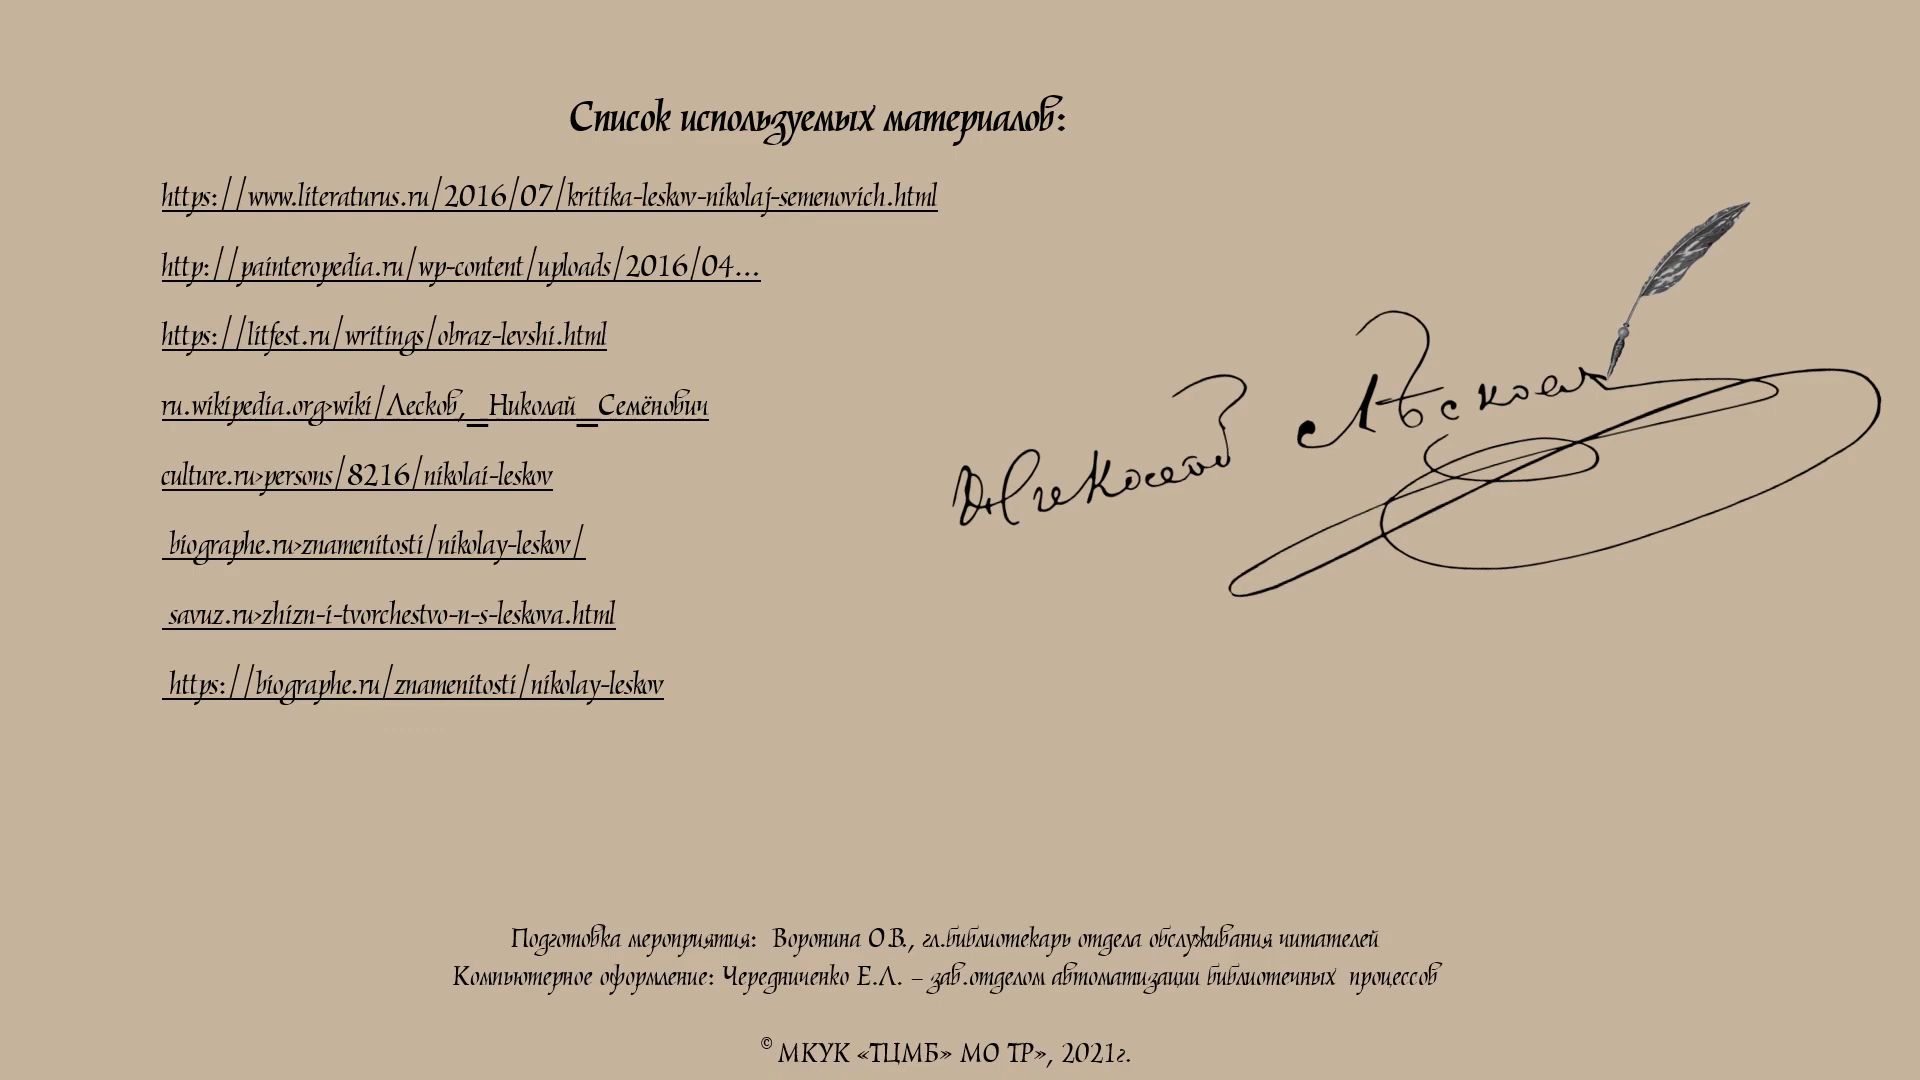 Список используемых материалов:
https://www.literaturus.ru/2016/07/kritika-leskov-nikolaj-semenovich.html
http://painteropedia.ru/wp-content/uploads/2016/04...
https://litfest.ru/writings/obraz-levshi.html
ru.wikipedia.org›wiki/Лесков,_Николай_Семёнович
culture.ru›persons/8216/nikolai-leskov
biographe.ru›znamenitosti/nikolay-leskov/
savuz.ru›zhizn-i-tvorchestvo-n-s-leskova.html
https://biographe.ru/znamenitosti/nikolay-leskov
Подготовка мероприятия: Воронина О.В., гл.библиотекарь отдела обслуживания читателей
Компьютерное оформление: Чередниченко Е.Л. – зав.отделом автоматизации библиотечных процессов
© МКУК «ТЦМБ» МО ТР», 2021г.